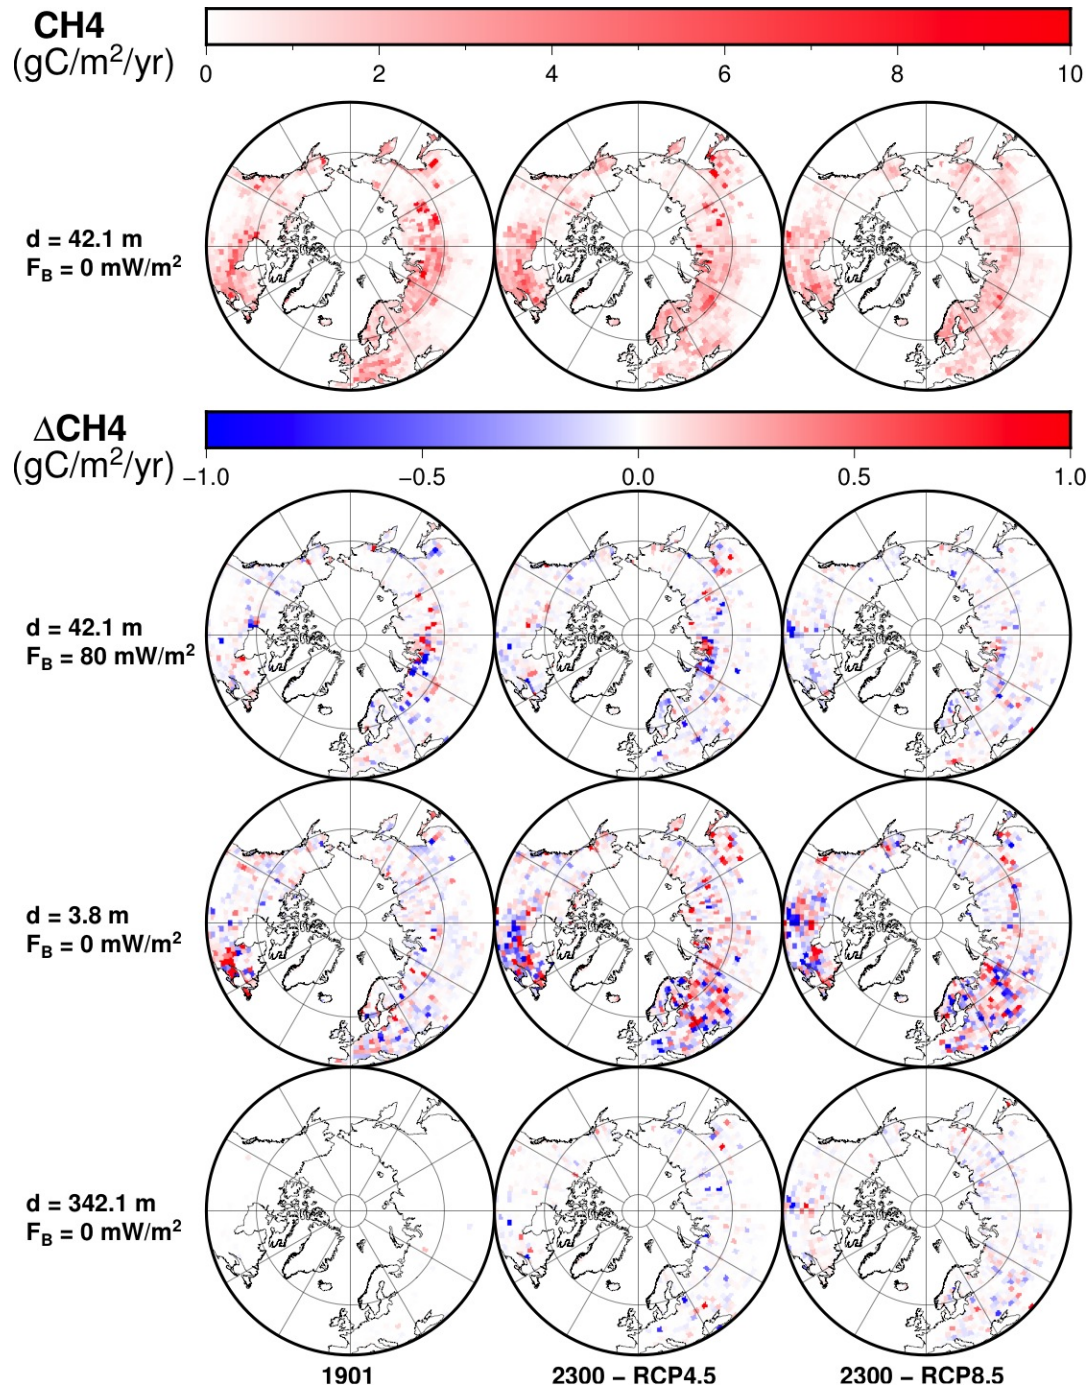 CH4
(gC/m²/yr)
0 2 4 6 8 10
d = 42.1 m
F_B = 0 mW/m²
ΔCH4
(gC/m²/yr)
−1.0 −0.5 0.0 0.5 1.0
d = 42.1 m
F_B = 80 mW/m²
d = 3.8 m
F_B = 0 mW/m²
d = 342.1 m
F_B = 0 mW/m²
1901 2300 − RCP4.5 2300 − RCP8.5